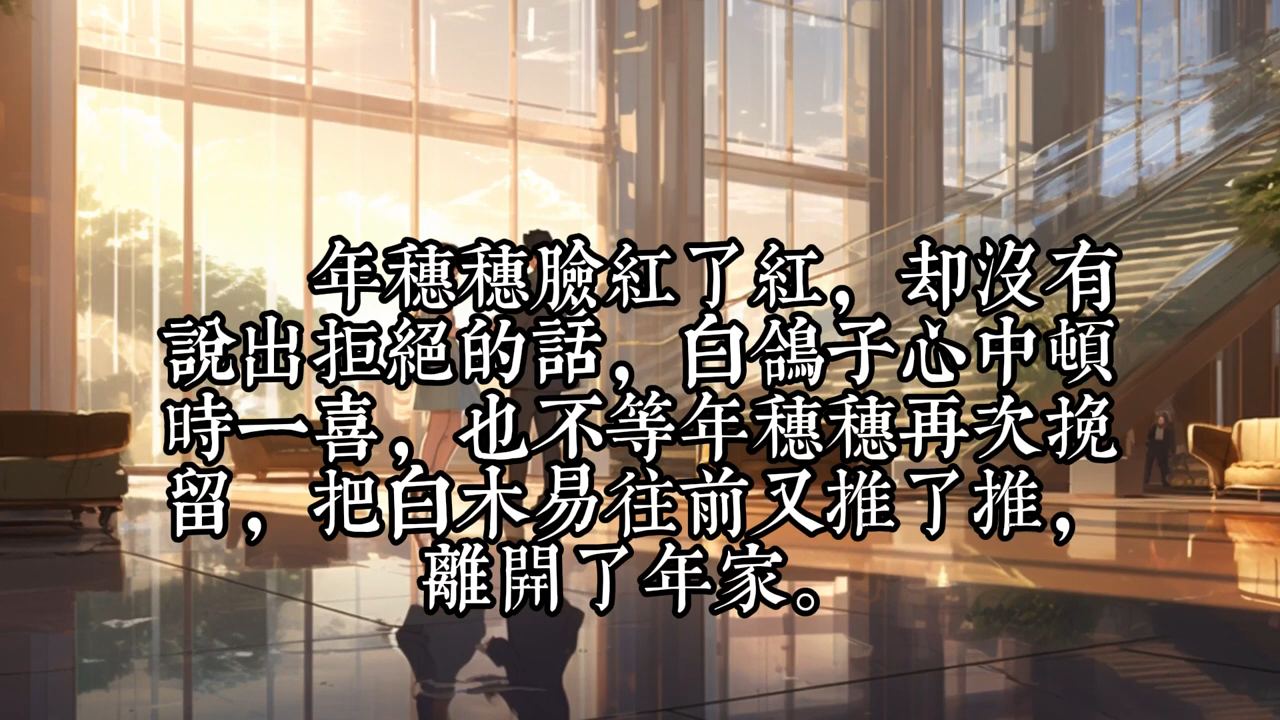 年穗穗臉紅了紅，却沒有
說出拒絕的話，白鴿子心中頓
時一喜，也不等年穗穗再次挽
留，把白木易往前又推了推，
離開了年家。